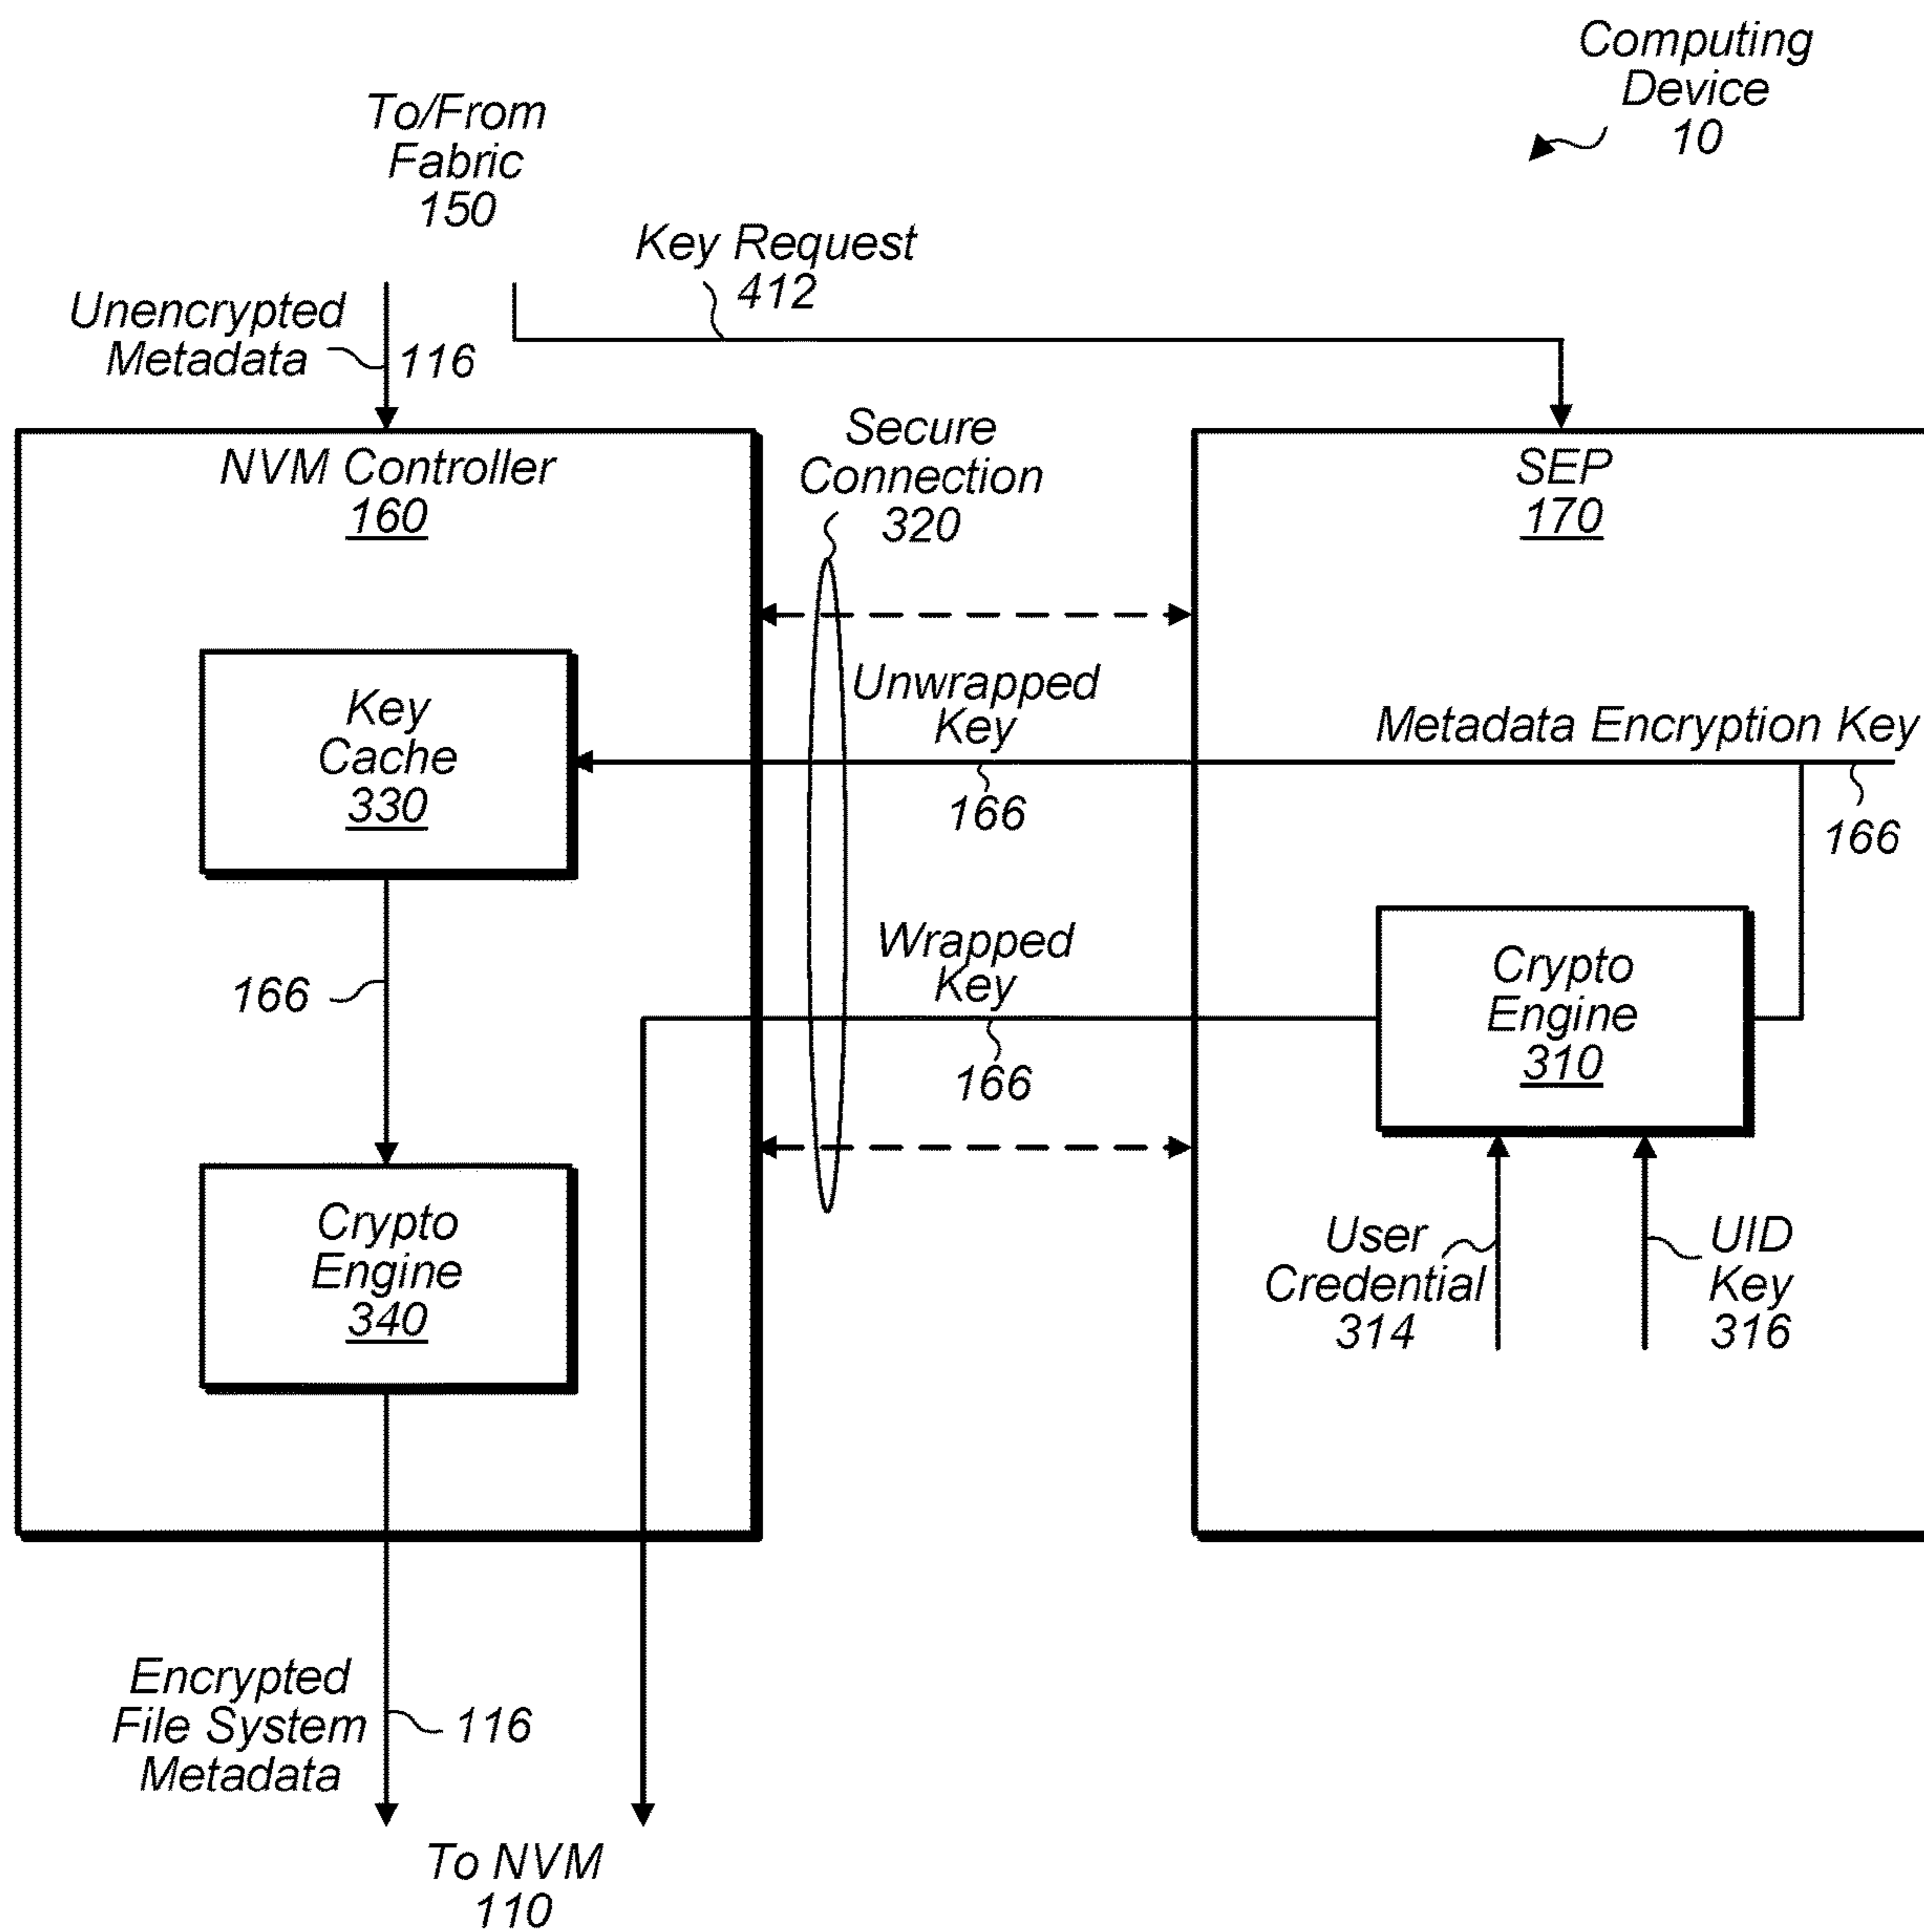 Computing
Device
10
To/From
Fabric
150
Key Request
412
Unencrypted
Metadata
116
NVM Controller
160
Secure
Connection
320
SEP
170
Key
Cache
330
Unwrapped
Key
166
Metadata Encryption Key
166
166
Wrapped
Key
166
Crypto
Engine
310
Crypto
Engine
340
User
Credential
314
UID
Key
316
Encrypted
File System
Metadata
116
To NVM
110